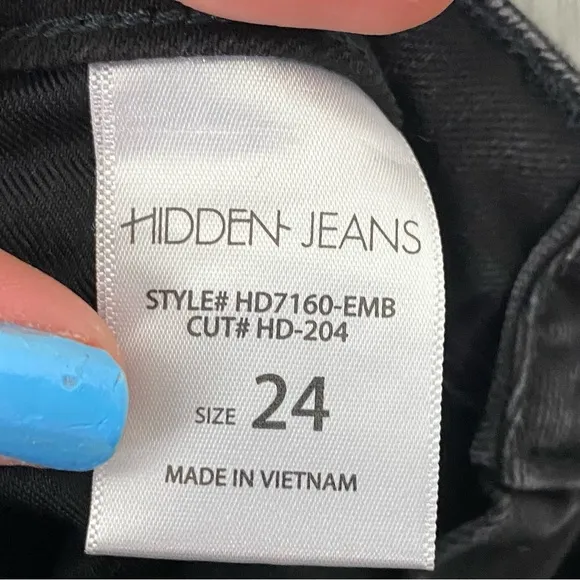 HIDDEN JEANS
STYLE# HD7160-EMB
CUT# HD-204
SIZE 24
MADE IN VIETNAM